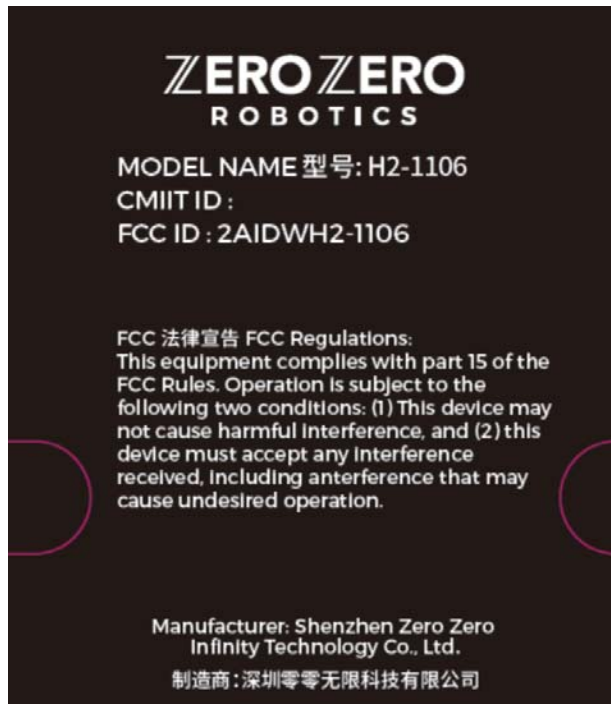 ZERO ZERO
ROBOTICS
MODEL NAME 型号: H2-1106
CMIIT ID :
FCC ID : 2AIDWH2-1106
FCC 法律宣告 FCC Regulations:
This equipment complies with part 15 of the
FCC Rules. Operation is subject to the
following two conditions: (1) This device may
not cause harmful interference, and (2) this
device must accept any interference
received, including anterference that may
cause undesired operation.
Manufacturer: Shenzhen Zero Zero
Infinity Technology Co., Ltd.
制造商：深圳零零无限科技有限公司